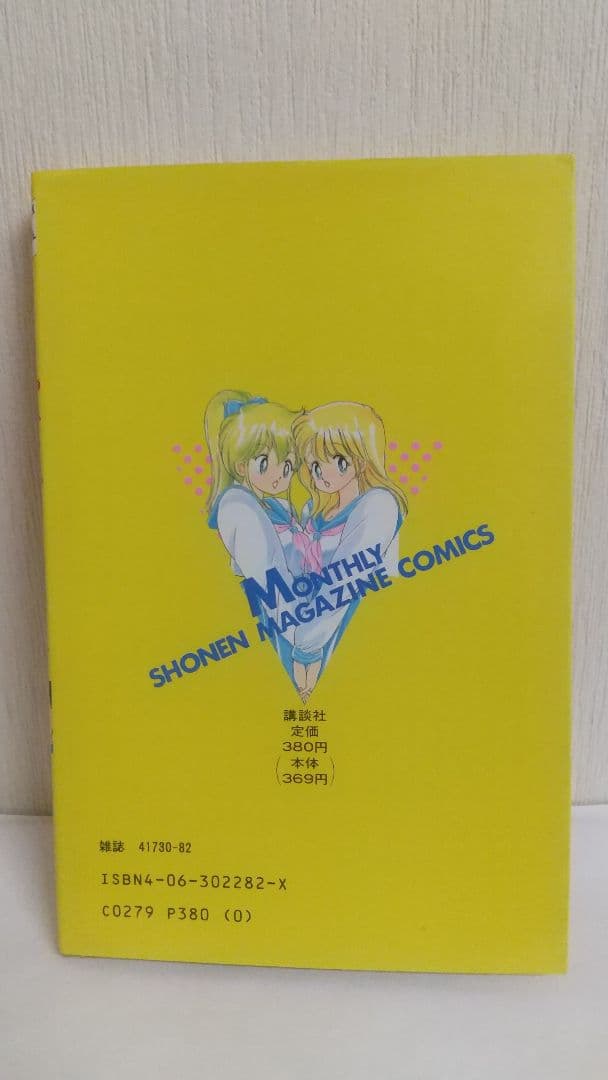 MONTHLY
SHONEN MAGAZINE COMICS
講談社
定価
380円
(本体
369円)
雑誌 41730-82
ISBN4-06-302282-X
C0279 P380 (0)